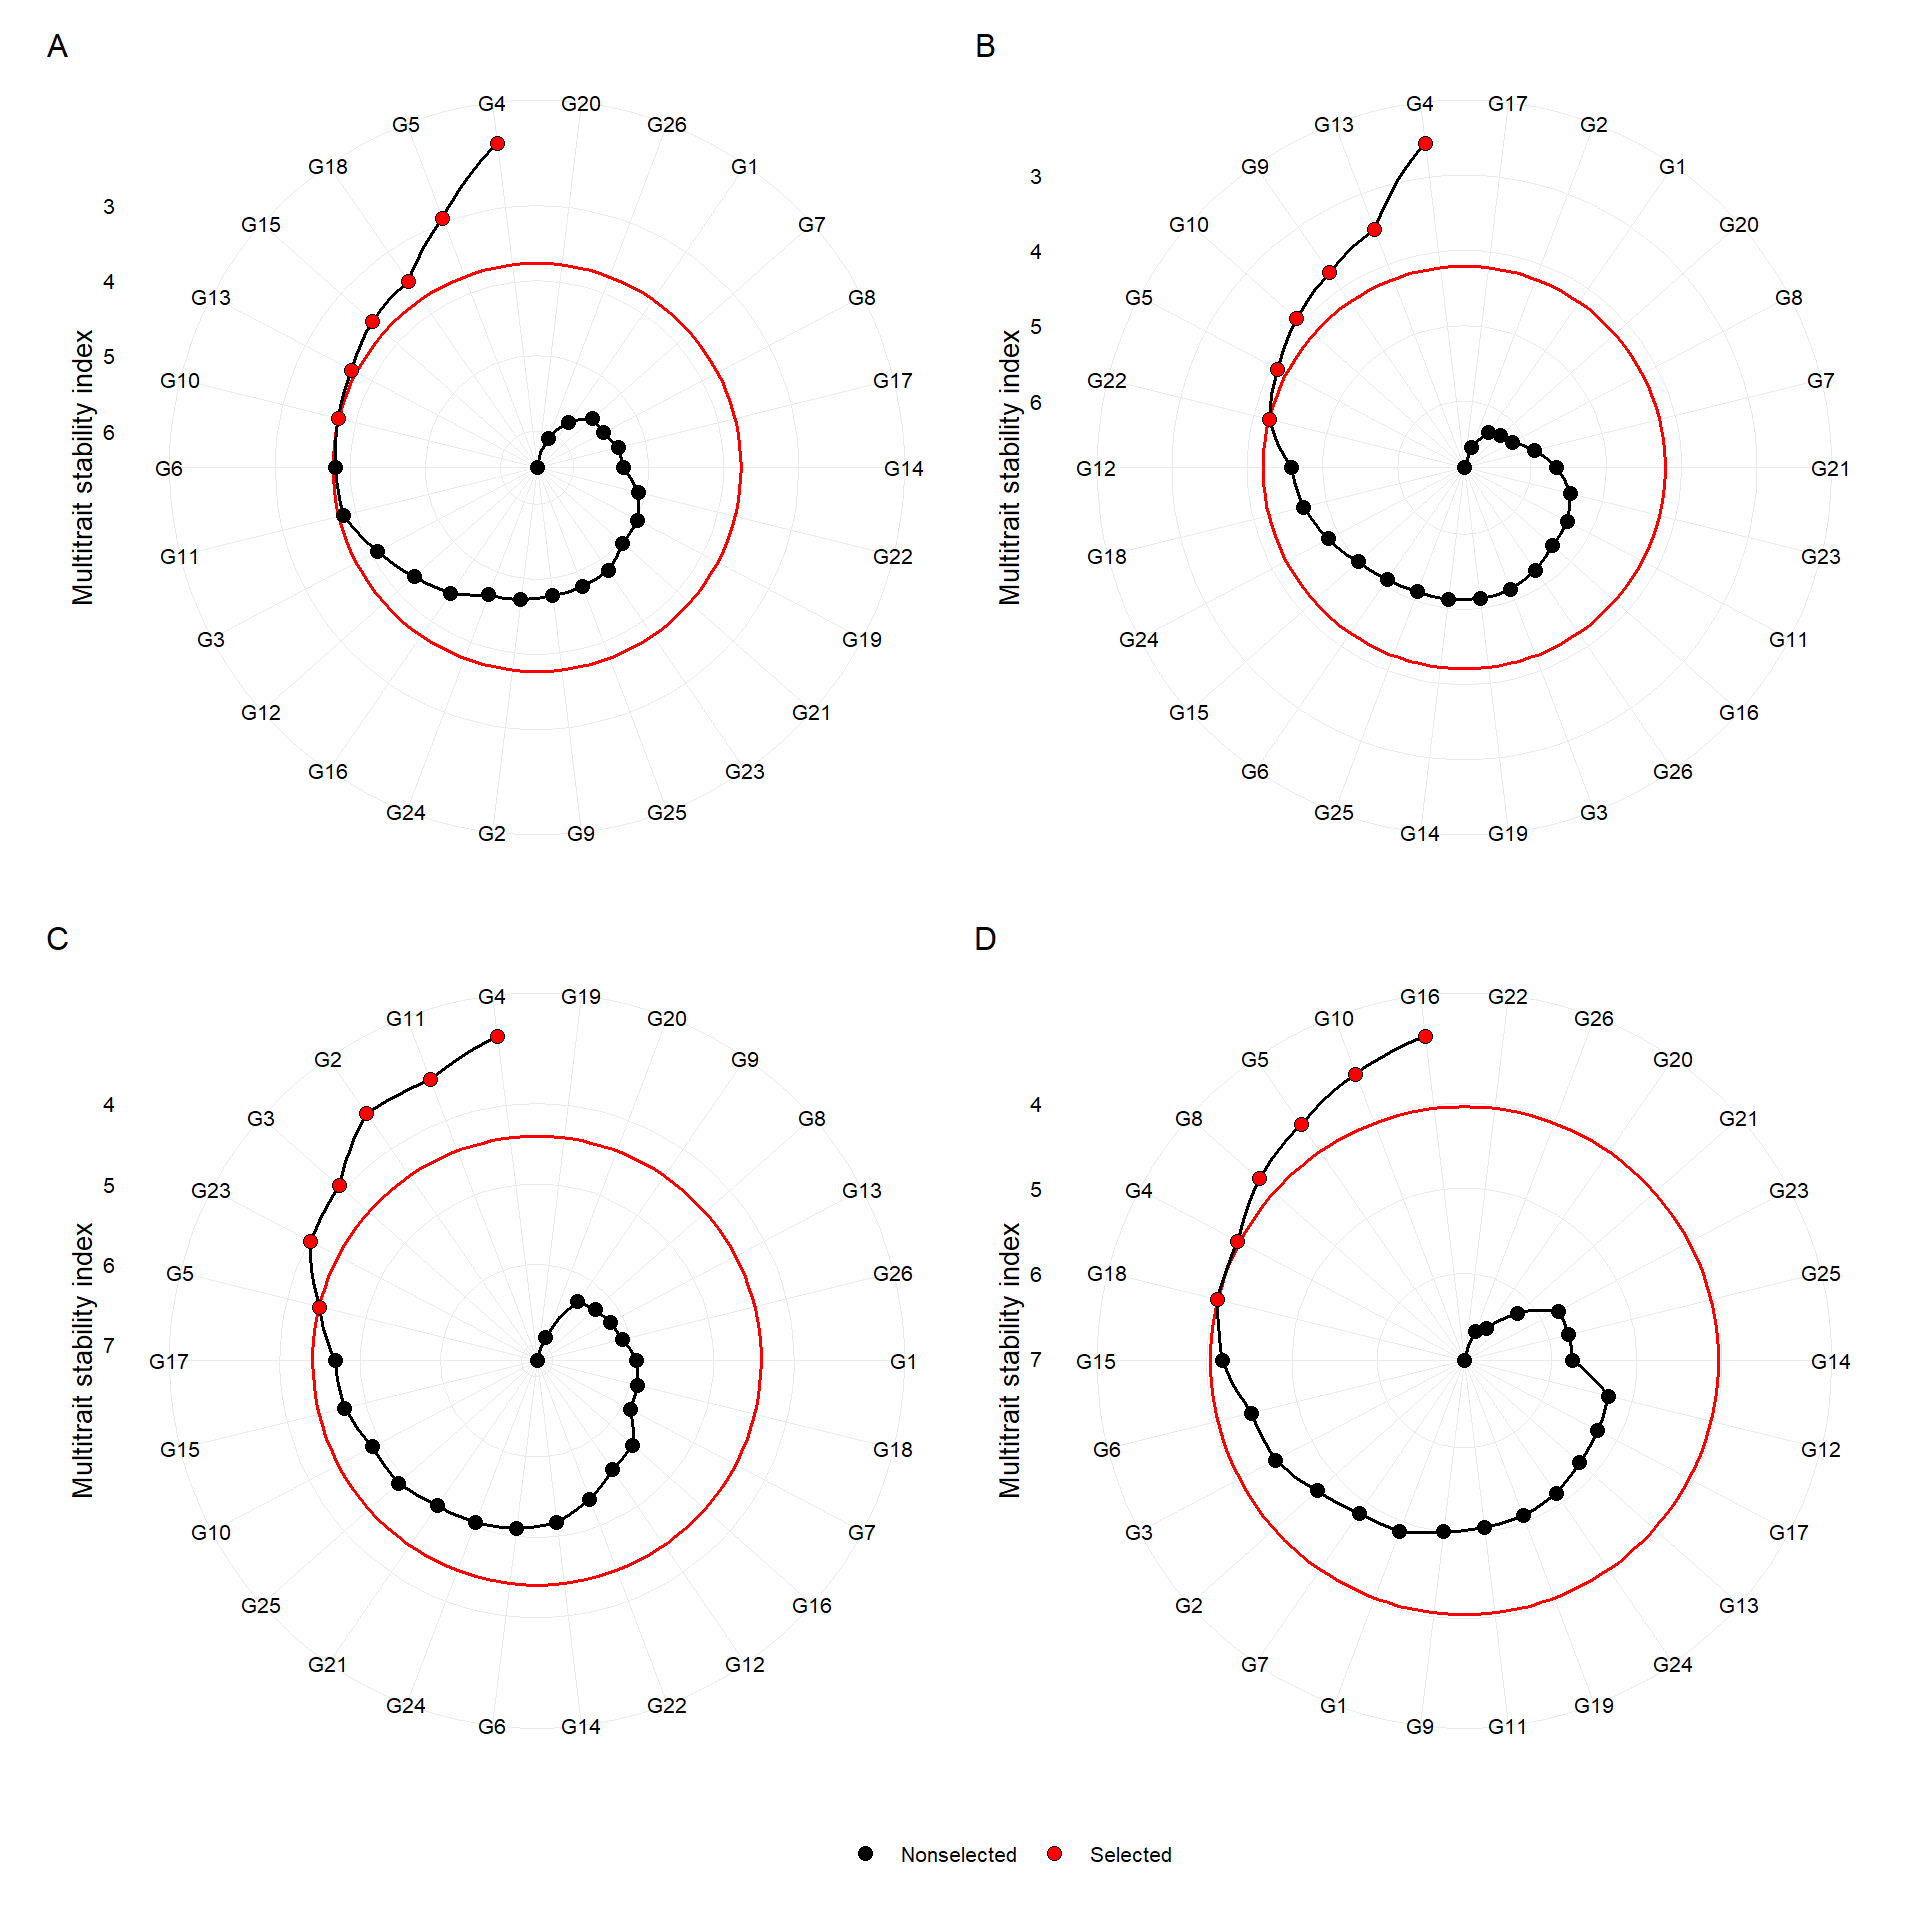 A
G4 G20
G5 G26
G18 G1
3
G15 G7
4
G13 G8
5
G10 G17
6
Multitrait stability index
G6 G14
G11 G22
G3 G19
G12 G21
G16 G23
G24 G25
G2 G9
B
G4 G17
G13 G2
G9 G1
3
G10 G20
4
G5 G8
5
G22 G7
6
Multitrait stability index
G12 G21
G18 G23
G24 G11
G15 G16
G6 G26
G25 G3
G14 G19
C
G4 G19
G11 G20
G2 G9
4
G3 G8
5
G23 G13
6
G5 G26
7
Multitrait stability index
G17 G1
G15 G18
G10 G7
G25 G16
G21 G12
G24 G22
G6 G14
D
G16 G22
G10 G26
G5 G20
4
G8 G21
5
G4 G23
6
G18 G25
7
Multitrait stability index
G15 G14
G6 G12
G3 G17
G2 G13
G7 G24
G1 G19
G9 G11
Nonselected Selected